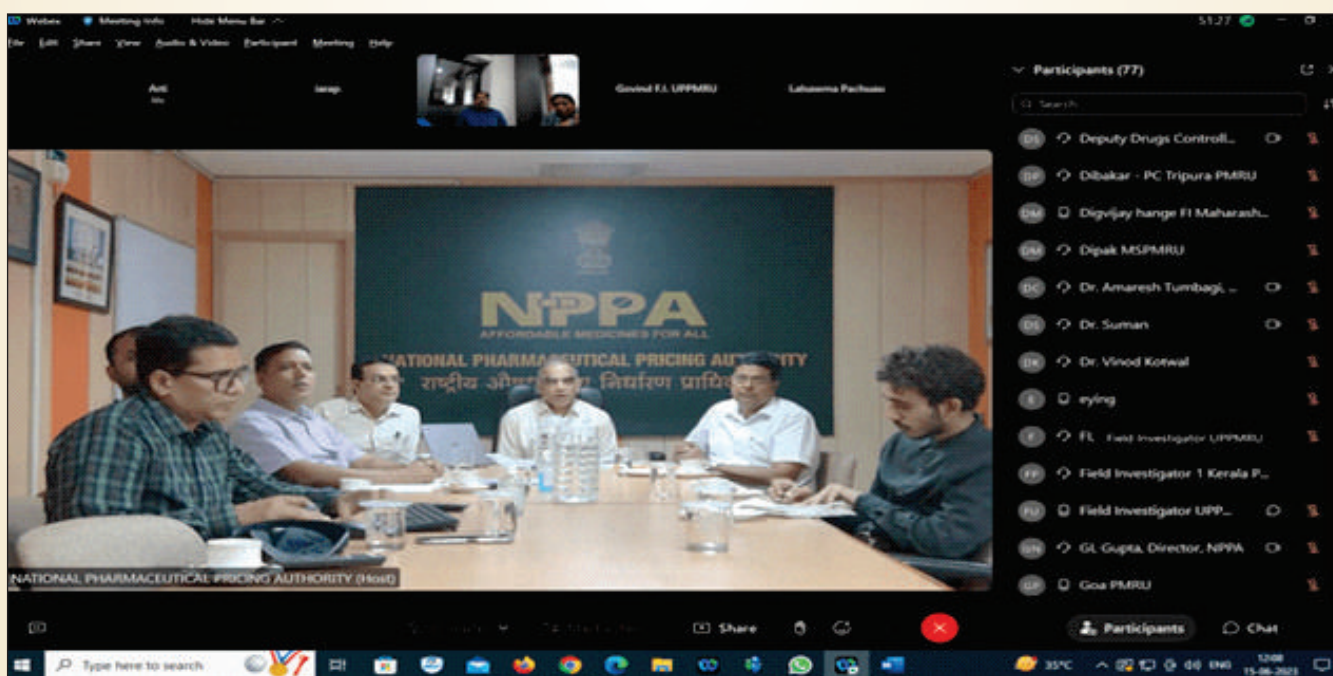 Webex Meeting Info Hide Menu Bar
51:27
File Edit Share View Audio & Video Participant Meeting Help
Govind F.I. UPPMRU
Participants (77)
Search
Deputy Drugs Controll...
Dibakar - PC Tripura PMRU
Digvijay hange FI Maharash...
Dipak MSPMRU
Dr. Amaresh Tumbagi, ...
Dr. Suman
Dr. Vinod Kotwal
eying
Field Investigator UPPMRU
Field Investigator 1 Kerala P...
Field Investigator UPP...
GL Gupta, Director, NPPA
Goa PMRU
NPPA
AFFORDABLE MEDICINES FOR ALL
NATIONAL PHARMACEUTICAL PRICING AUTHORITY
राष्ट्रीय निर्धारण
NATIONAL PHARMACEUTICAL PRICING AUTHORITY (Host)
Share
Participants
Chat
Type here to search
35°C
ENG
12:08
15-06-2023